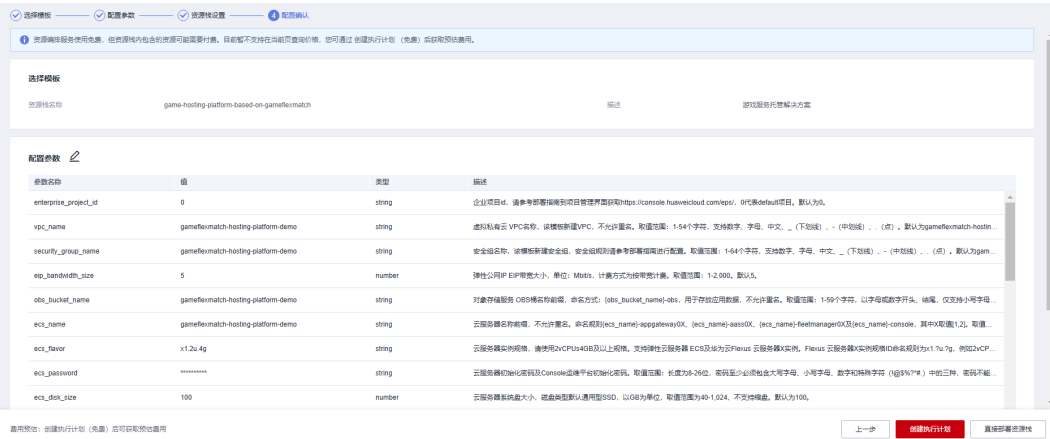 选择模板 配置参数 资源栈设置 4 配置确认
资源编排服务使用免费，但资源栈内包含的资源可能需要付费。目前暂不支持在当前页查询价格，您可通过 创建执行计划 （免费）后获取预估费用。
选择模板
资源栈名称 game-hosting-platform-based-on-gameflexmatch 描述 游戏服务托管解决方案
配置参数
参数名称 值 类型 描述
enterprise_project_id 0 string 企业项目id，请参考部署指南到项目管理界面获取https://console.huaweicloud.com/eps/，0代表default项目。默认为0。
vpc_name gameflexmatch-hosting-platform-demo string 虚拟私有云 VPC名称，该模板新建VPC，不允许重名。取值范围：1-54个字符，支持数字、字母、中文、_（下划线）、-（中划线）、.（点）。默认为gameflexmatch-hostin...
security_group_name gameflexmatch-hosting-platform-demo string 安全组名称，该模板新建安全组，安全组规则请参考部署指南进行配置。取值范围：1-64个字符，支持数字、字母、中文、_（下划线）、-（中划线）、.（点）。默认为gam...
eip_bandwidth_size 5 number 弹性公网IP EIP带宽大小，单位：Mbit/s，计费方式为按带宽计费。取值范围：1-2,000。默认5。
obs_bucket_name gameflexmatch-hosting-platform-demo string 对象存储服务 OBS桶名称前缀，命名方式：{obs_bucket_name}-obs，用于存放应用数据，不允许重名。取值范围：1-59个字符，以字母或数字开头、结尾，仅支持小写字母...
ecs_name gameflexmatch-hosting-platform-demo string 云服务器名称前缀，不允许重名。命名规则{ecs_name}-appgateway0X、{ecs_name}-aass0X、{ecs_name}-fleetmanager0X及{ecs_name}-console，其中X取值[1,2]。取值...
ecs_flavor x1.2u.4g string 云服务器实例规格，请使用2vCPUs4GB及以上规格。支持弹性云服务器 ECS及华为云Flexus 云服务器X实例。Flexus 云服务器X实例规格ID命名规则为x1.?u.?g，例如2vCP...
ecs_password ********** string 云服务器初始化密码及Console运维平台初始化密码。取值范围：长度为8-26位，密码至少必须包含大写字母、小写字母、数字和特殊字符（!@$%?*#.）中的三种，密码不能...
ecs_disk_size 100 number 云服务器系统盘大小，磁盘类型默认通用型SSD，以GB为单位，取值范围为40-1,024，不支持缩盘。默认为100。
费用预估：创建执行计划（免费）后可获取预估费用 上一步 创建执行计划 直接部署资源栈